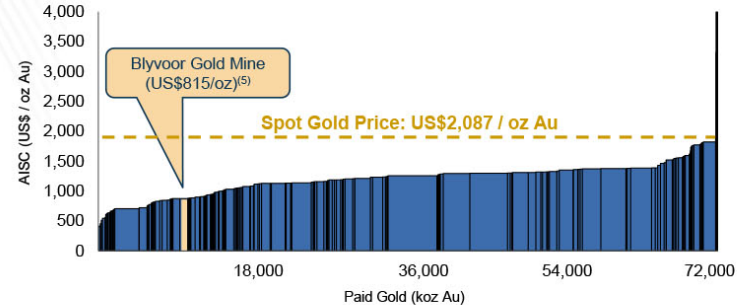 4,000
3,500
3,000
2,500
2,000
1,500
1,000
500
0
AISC (US$ / oz Au)
Blyvoor Gold Mine
(US$815/oz)(5)
Spot Gold Price: US$2,087 / oz Au
18,000 36,000 54,000 72,000
Paid Gold (koz Au)